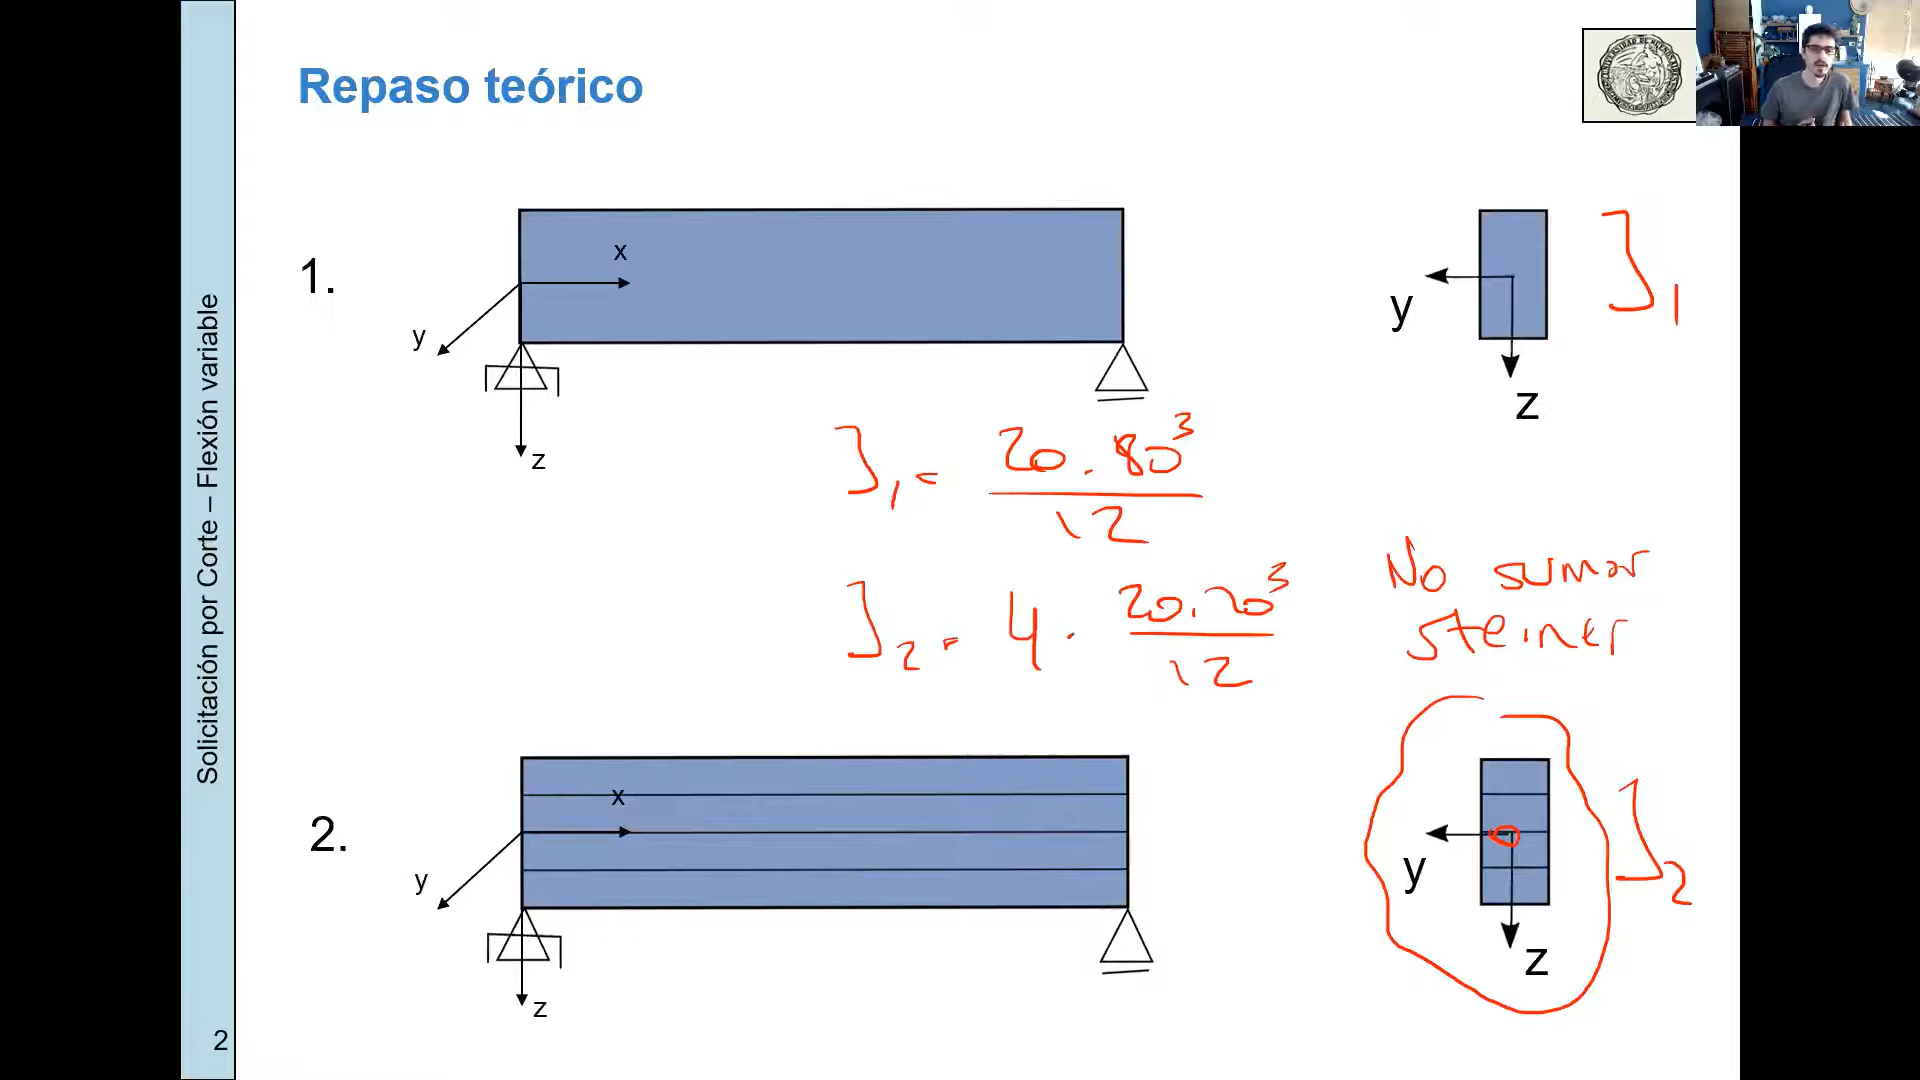 Repaso teórico
1.
x
y
z
y
z
J1
J1 = 20 . 80³ / 12
J2 = 4 . 20.20³ / 12
No sumar
steiner
2.
x
y
z
y
z
J2
Solicitación por Corte – Flexión variable
2